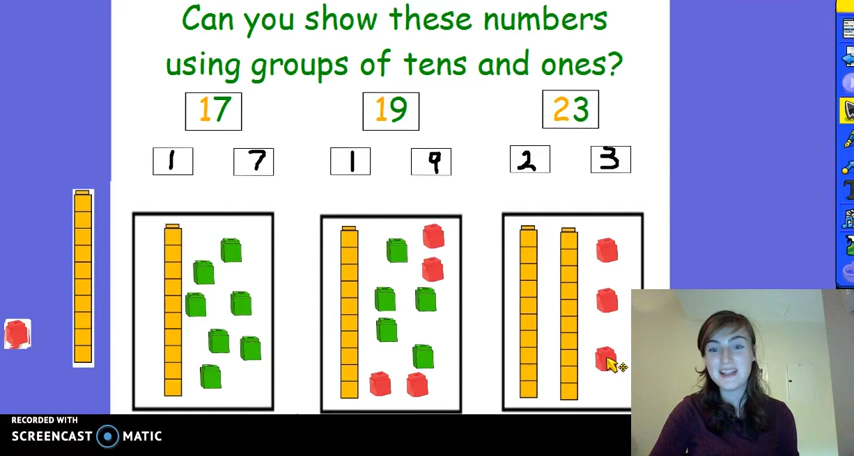 Can you show these numbers
using groups of tens and ones?
17 19 23
1 7 1 9 2 3
RECORDED WITH
SCREENCAST MATIC